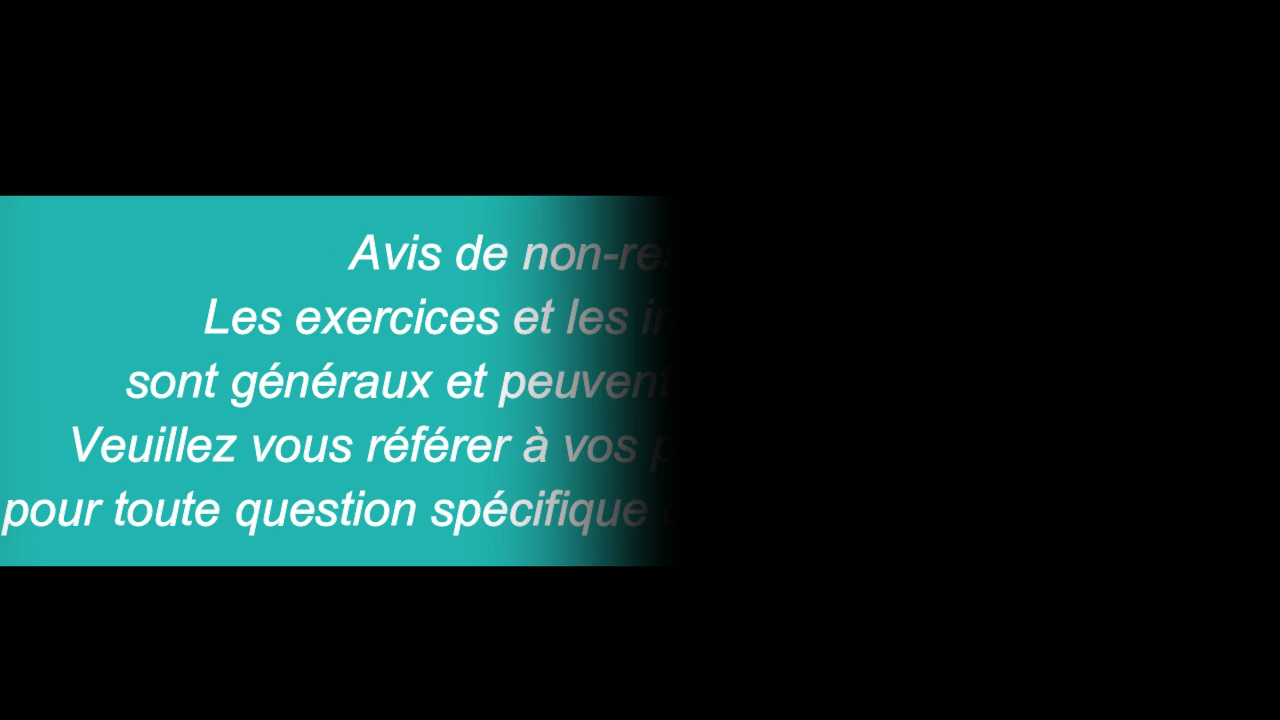 Avis de non-res
Les exercices et les in
sont généraux et peuvent
Veuillez vous référer à vos p
pour toute question spécifique